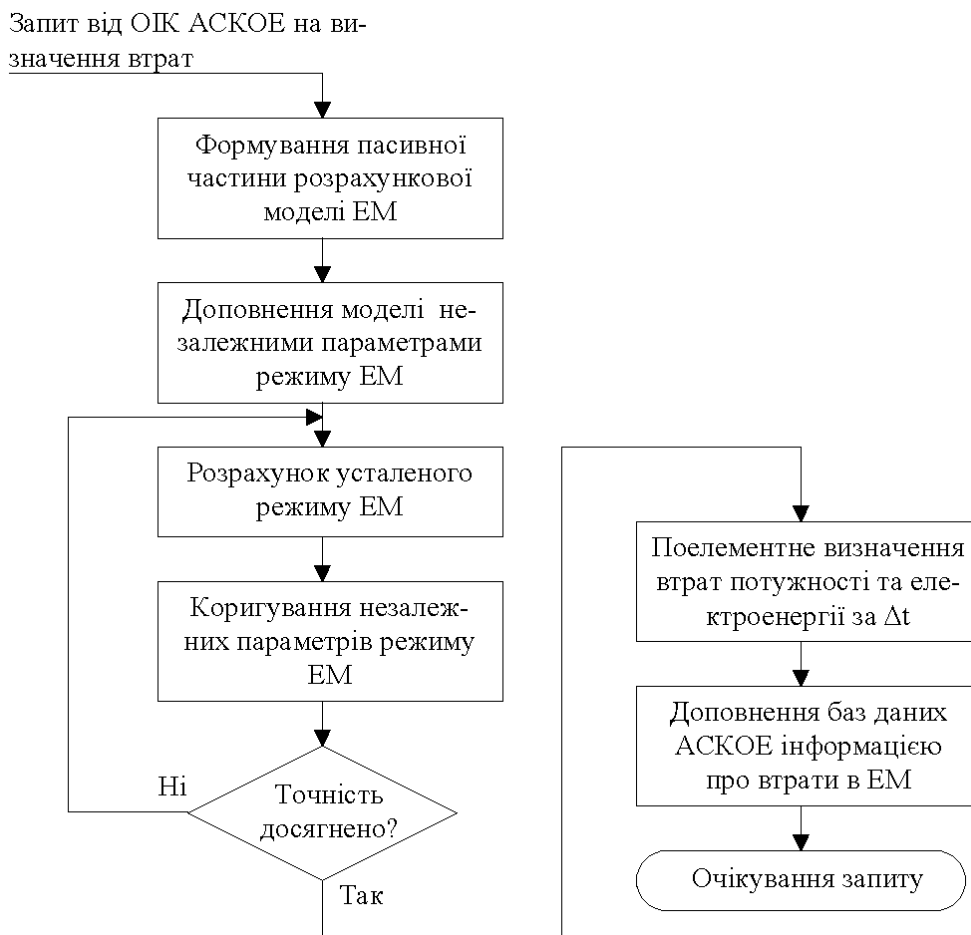 Запит від ОІК АСКОЕ на ви-
значення втрат
Формування пасивної
частини розрахункової
моделі ЕМ
Доповнення моделі не-
залежними параметрами
режиму ЕМ
Розрахунок усталеного
режиму ЕМ
Коригування незалеж-
них параметрів режиму
ЕМ
Точність
досягнено?
Ні
Так
Поелементне визначення
втрат потужності та еле-
ктроенергії за Δt
Доповнення баз даних
АСКОЕ інформацією
про втрати в ЕМ
Очікування запиту